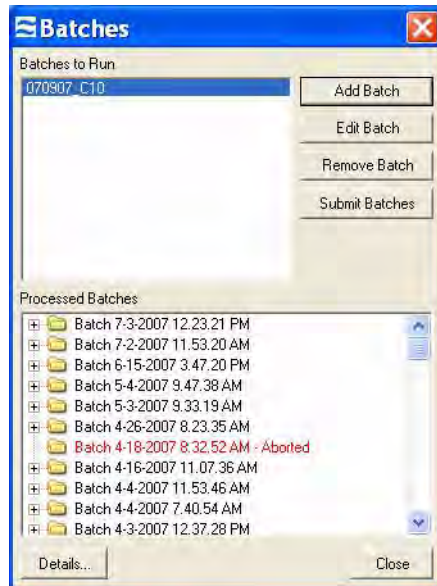 Batches
Batches to Run
070907_C10
Add Batch
Edit Batch
Remove Batch
Submit Batches
Processed Batches
Batch 7-3-2007 12.23.21 PM
Batch 7-2-2007 11.53.20 AM
Batch 6-15-2007 3.47.20 PM
Batch 5-4-2007 9.47.38 AM
Batch 5-3-2007 9.33.19 AM
Batch 4-26-2007 8.23.35 AM
Batch 4-18-2007 8.32.52 AM - Aborted
Batch 4-16-2007 11.07.36 AM
Batch 4-4-2007 11.53.46 AM
Batch 4-4-2007 7.40.54 AM
Batch 4-3-2007 12.37.28 PM
Details...
Close